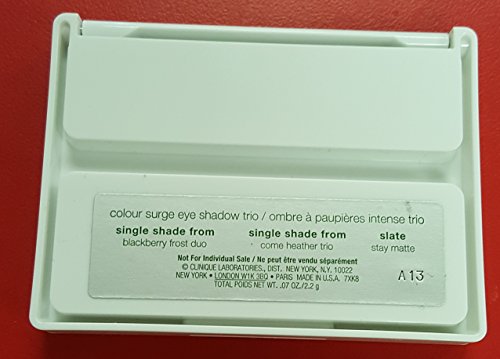 colour surge eye shadow trio / ombre à paupières intense trio
single shade from single shade from slate
blackberry frost duo come heather trio stay matte
Not For Individual Sale / Ne peut être vendu séparément
© CLINIQUE LABORATORIES, DIST. NEW YORK, N.Y. 10022
NEW YORK • LONDON W1K 3BQ • PARIS MADE IN U.S.A. 7XK8
TOTAL POIDS NET WT. .07 OZ./2.2 g
A13